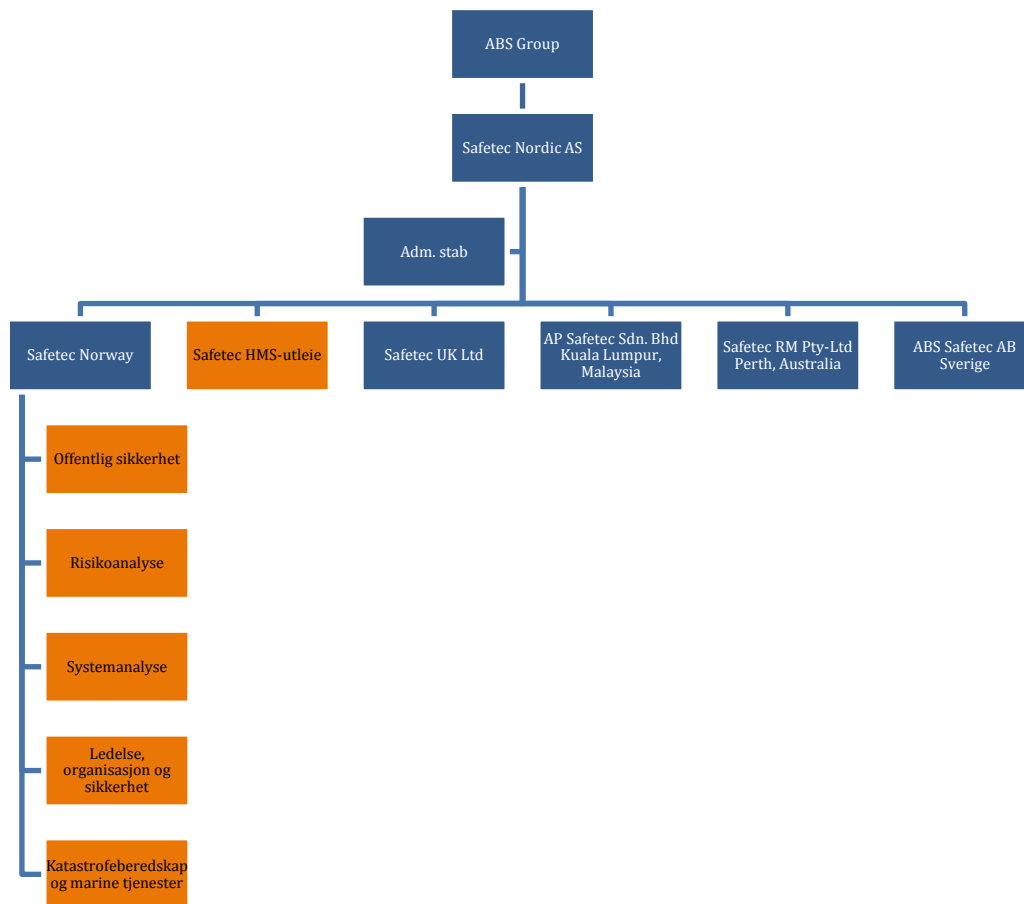 ABS Group
Safetec Nordic AS
Adm. stab
Safetec Norway
Safetec HMS-utleie
Safetec UK Ltd
AP Safetec Sdn. Bhd
Kuala Lumpur,
Malaysia
Safetec RM Pty-Ltd
Perth, Australia
ABS Safetec AB
Sverige
Offentlig sikkerhet
Risikoanalyse
Systemanalyse
Ledelse,
organisasjon og
sikkerhet
Katastrofeberedskap
og marine tjenester